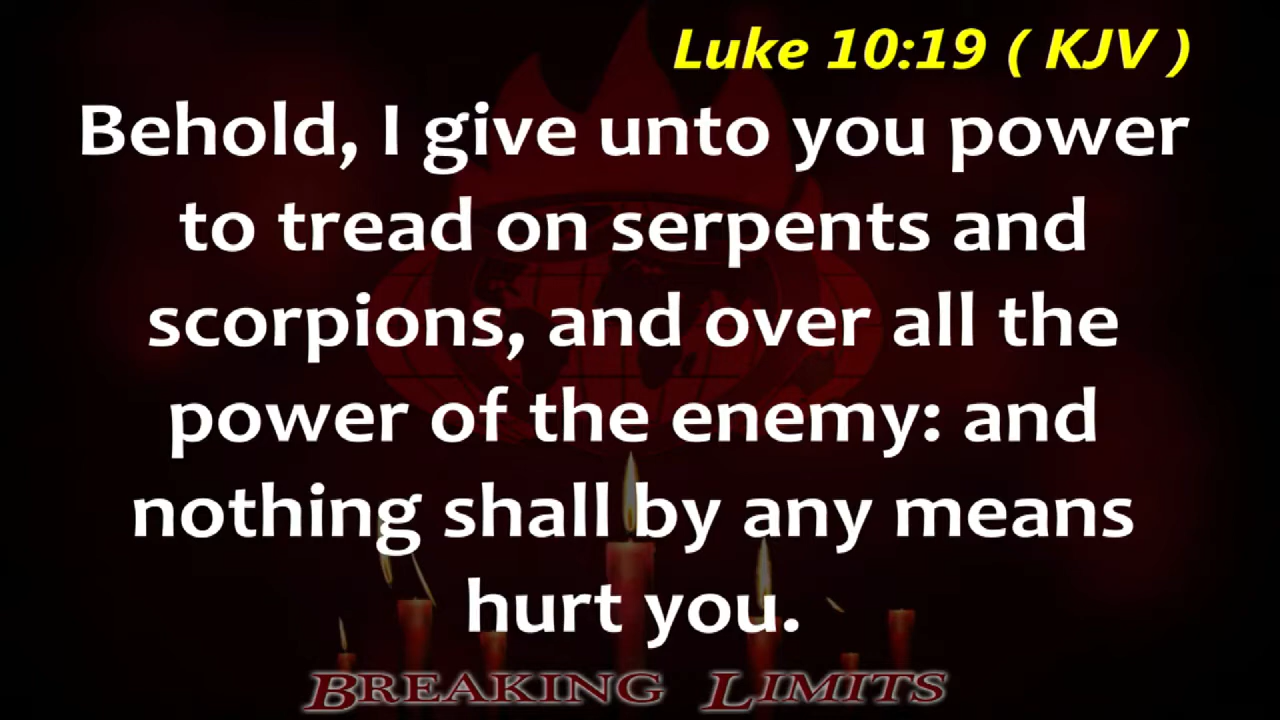 Luke 10:19 ( KJV )
Behold, I give unto you power
to tread on serpents and
scorpions, and over all the
power of the enemy: and
nothing shall by any means
hurt you.
BREAKING LIMITS